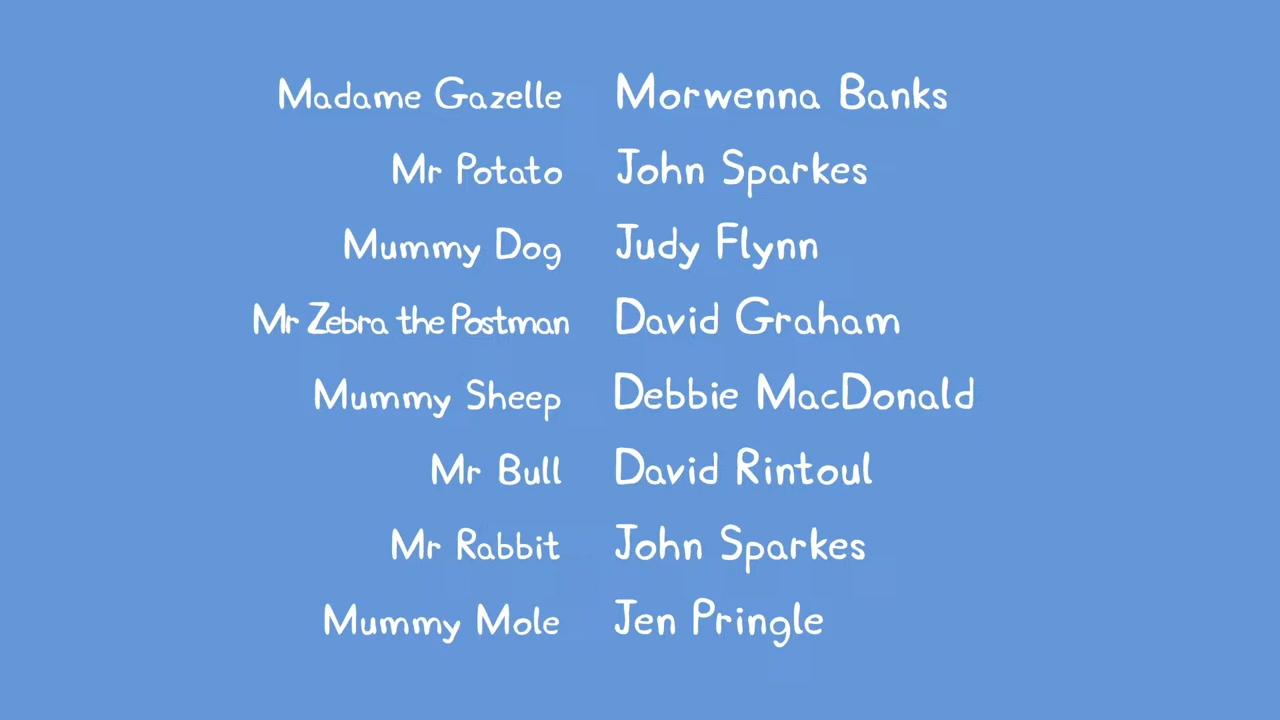 Madame Gazelle Morwenna Banks
Mr Potato John Sparkes
Mummy Dog Judy Flynn
Mr Zebra the Postman David Graham
Mummy Sheep Debbie MacDonald
Mr Bull David Rintoul
Mr Rabbit John Sparkes
Mummy Mole Jen Pringle